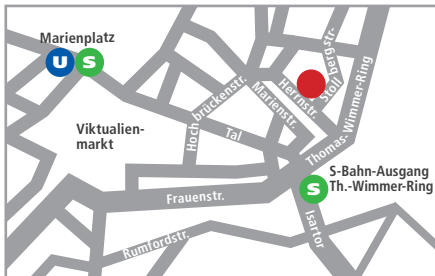 Marienplatz
U S
Viktualien-
markt
Hochbrückenstr.
Tal
Marienstr.
Herrnstr.
Stollbergstr.
Thomas-Wimmer-Ring
S-Bahn-Ausgang
Th.-Wimmer-Ring
S
Frauenstr.
Isartor
Rumfordstr.